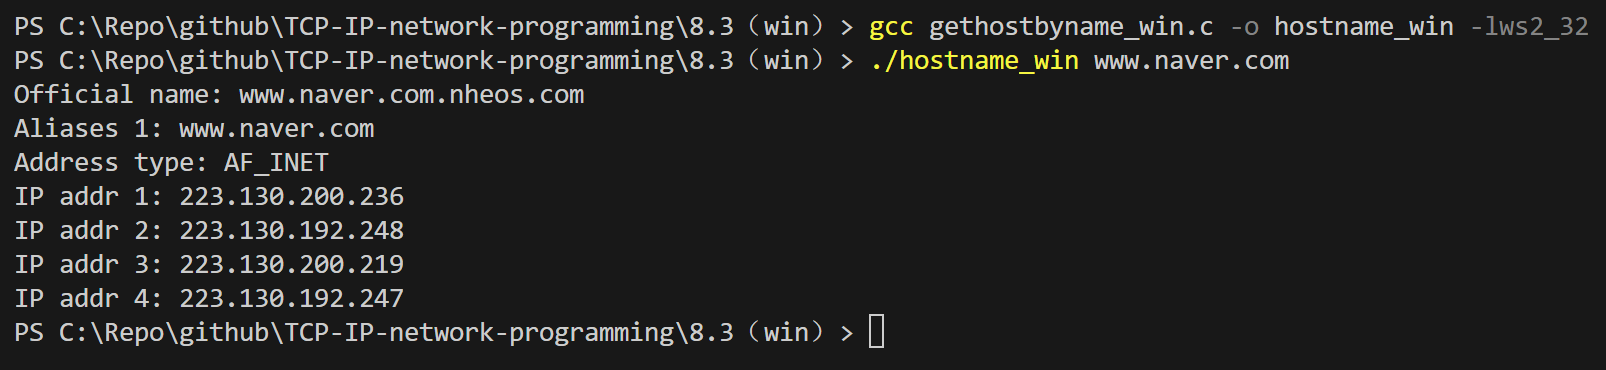 PS C:\Repo\github\TCP-IP-network-programming\8.3（win）> gcc gethostbyname_win.c -o hostname_win -lws2_32
PS C:\Repo\github\TCP-IP-network-programming\8.3（win）> ./hostname_win www.naver.com
Official name: www.naver.com.nheos.com
Aliases 1: www.naver.com
Address type: AF_INET
IP addr 1: 223.130.200.236
IP addr 2: 223.130.192.248
IP addr 3: 223.130.200.219
IP addr 4: 223.130.192.247
PS C:\Repo\github\TCP-IP-network-programming\8.3（win）>